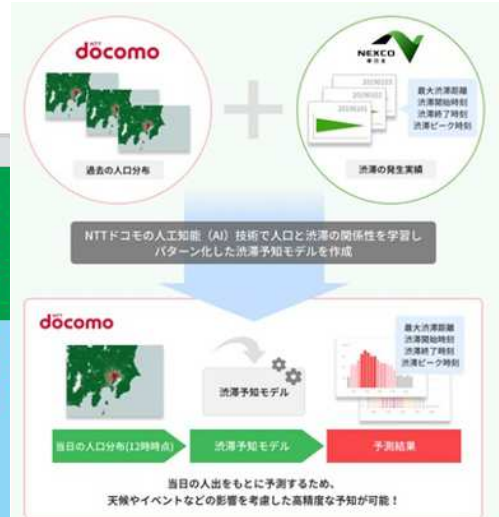 NTT
docomo
過去の人口分布
NEXCO
東日本
最大渋滞距離
渋滞開始時刻
渋滞終了時刻
渋滞ピーク時刻
渋滞の発生実績
NTTドコモの人工知能（AI）技術で人口と渋滞の関係性を学習し
パターン化した渋滞予知モデルを作成
NTT
docomo
渋滞予知モデル
最大渋滞距離
渋滞開始時刻
渋滞終了時刻
渋滞ピーク時刻
当日の人口分布(12時時点)
渋滞予知モデル
予測結果
当日の人出をもとに予測するため、
天候やイベントなどの影響を考慮した高精度な予知が可能！